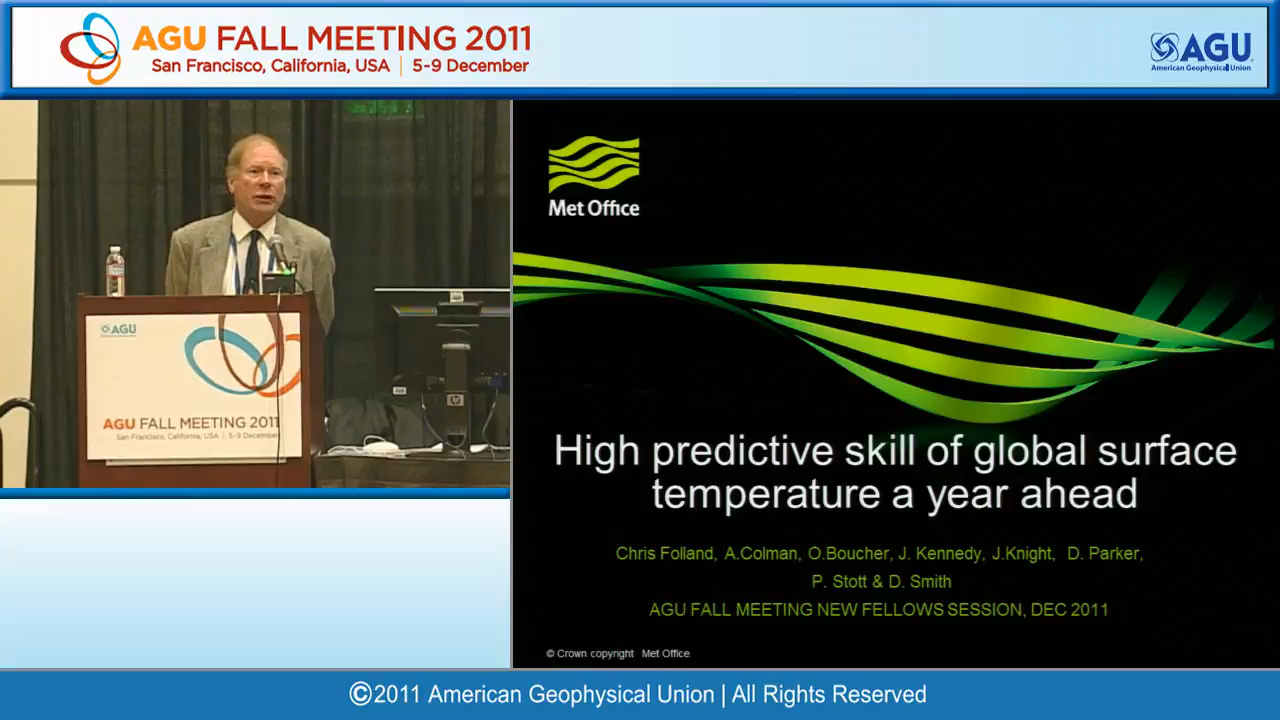 AGU FALL MEETING 2011
San Francisco, California, USA | 5-9 December
AGU
American Geophysical Union
Met Office
AGU
AGU FALL MEETING 2011
San Francisco, California, USA | 5-9 December
hp
High predictive skill of global surface
temperature a year ahead
Chris Folland, A.Colman, O.Boucher, J. Kennedy, J.Knight, D. Parker,
P. Stott & D. Smith
AGU FALL MEETING NEW FELLOWS SESSION, DEC 2011
© Crown copyright Met Office
©2011 American Geophysical Union | All Rights Reserved